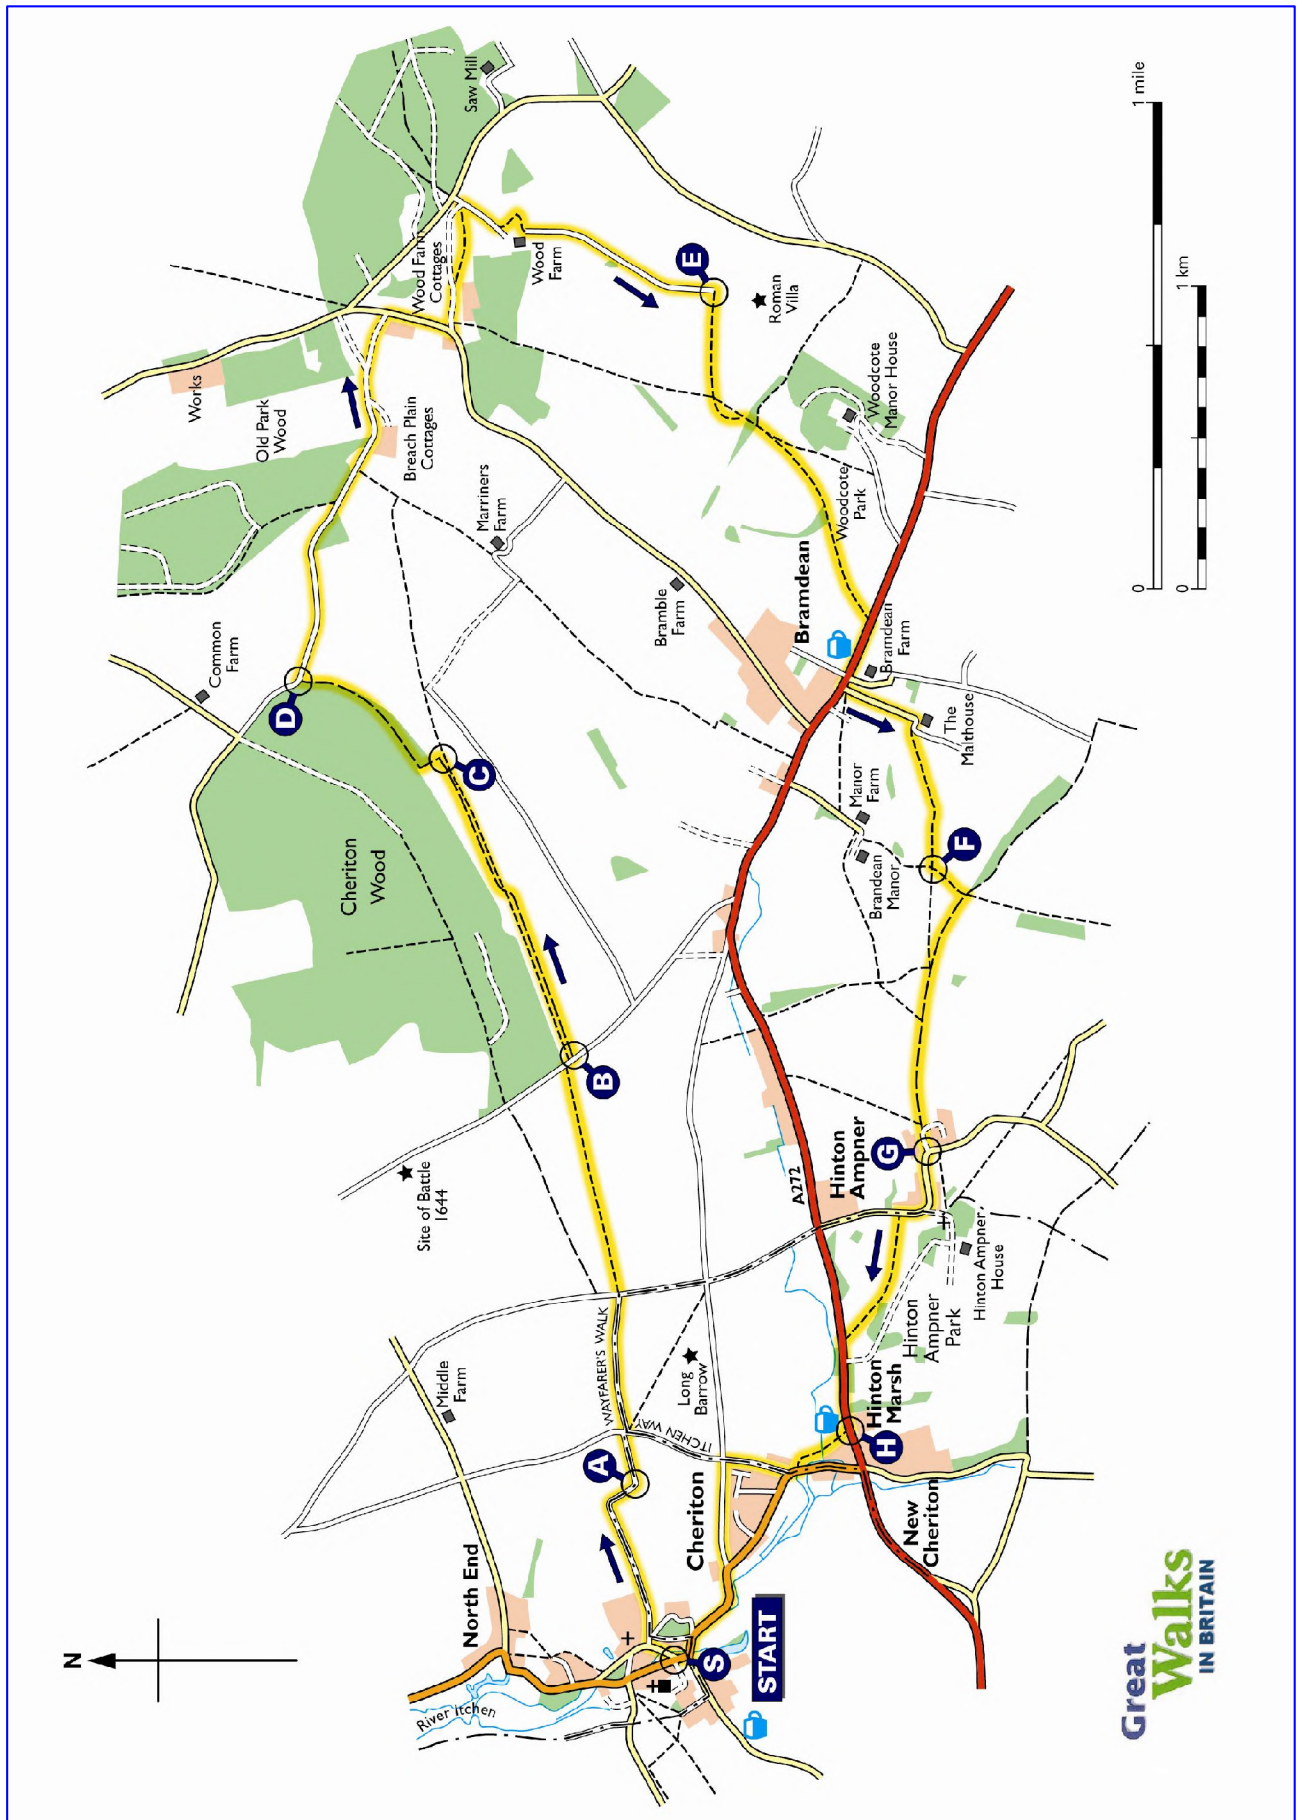 N
Works
Old Park
Wood
Common
Farm
Cheriton
Wood
Breach Plain
Cottages
Wood Farm
Cottages
Saw Mill
Wood
Farm
Marriners
Farm
Bramble
Farm
Roman
Villa
Woodcote
Manor House
Woodcote
Park
Bramdean
Bramdean
Farm
The
Malthouse
Manor
Farm
Brandean
Manor
Site of Battle
1644
Middle
Farm
WAYFARER'S WALK
ITCHEN WAY
Long
Barrow
A272
Hinton
Ampner
Hinton Ampner
House
Hinton
Ampner
Park
Hinton
Marsh
New
Cheriton
Cheriton
North End
River Itchen
START
S
A
B
C
D
E
F
G
H
0
1 mile
0
1 km
Great
Walks
IN BRITAIN